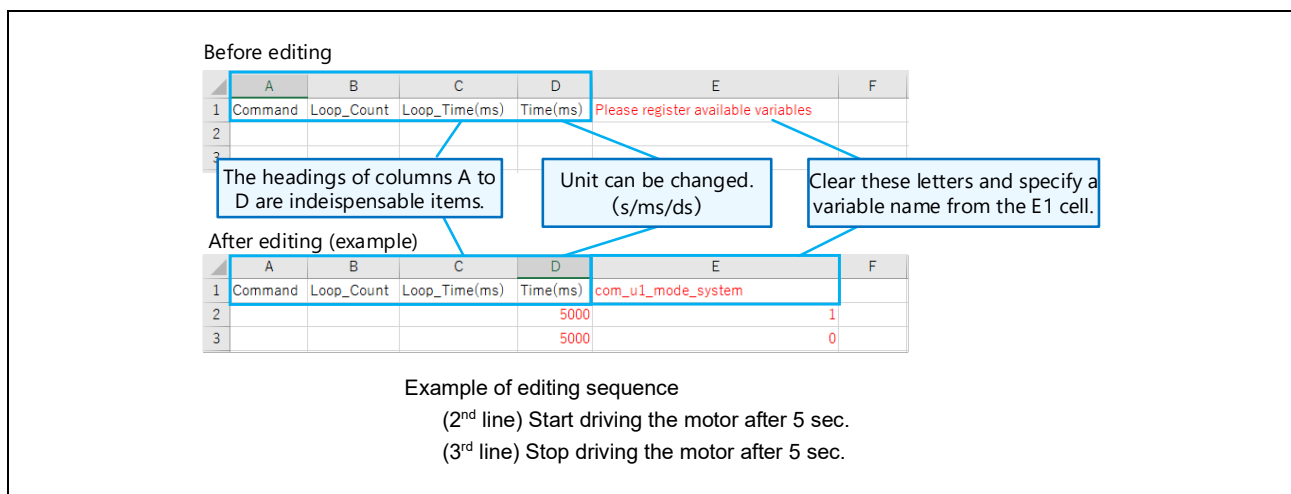 Before editing
A B C D E F
1 Command Loop_Count Loop_Time(ms) Time(ms) Please register available variables
2
3
The headings of columns A to
D are indeispensable items.
Unit can be changed.
(s/ms/ds)
Clear these letters and specify a
variable name from the E1 cell.
After editing (example)
A B C D E F
1 Command Loop_Count Loop_Time(ms) Time(ms) com_u1_mode_system
2 5000 1
3 5000 0
Example of editing sequence
(2nd line) Start driving the motor after 5 sec.
(3rd line) Stop driving the motor after 5 sec.